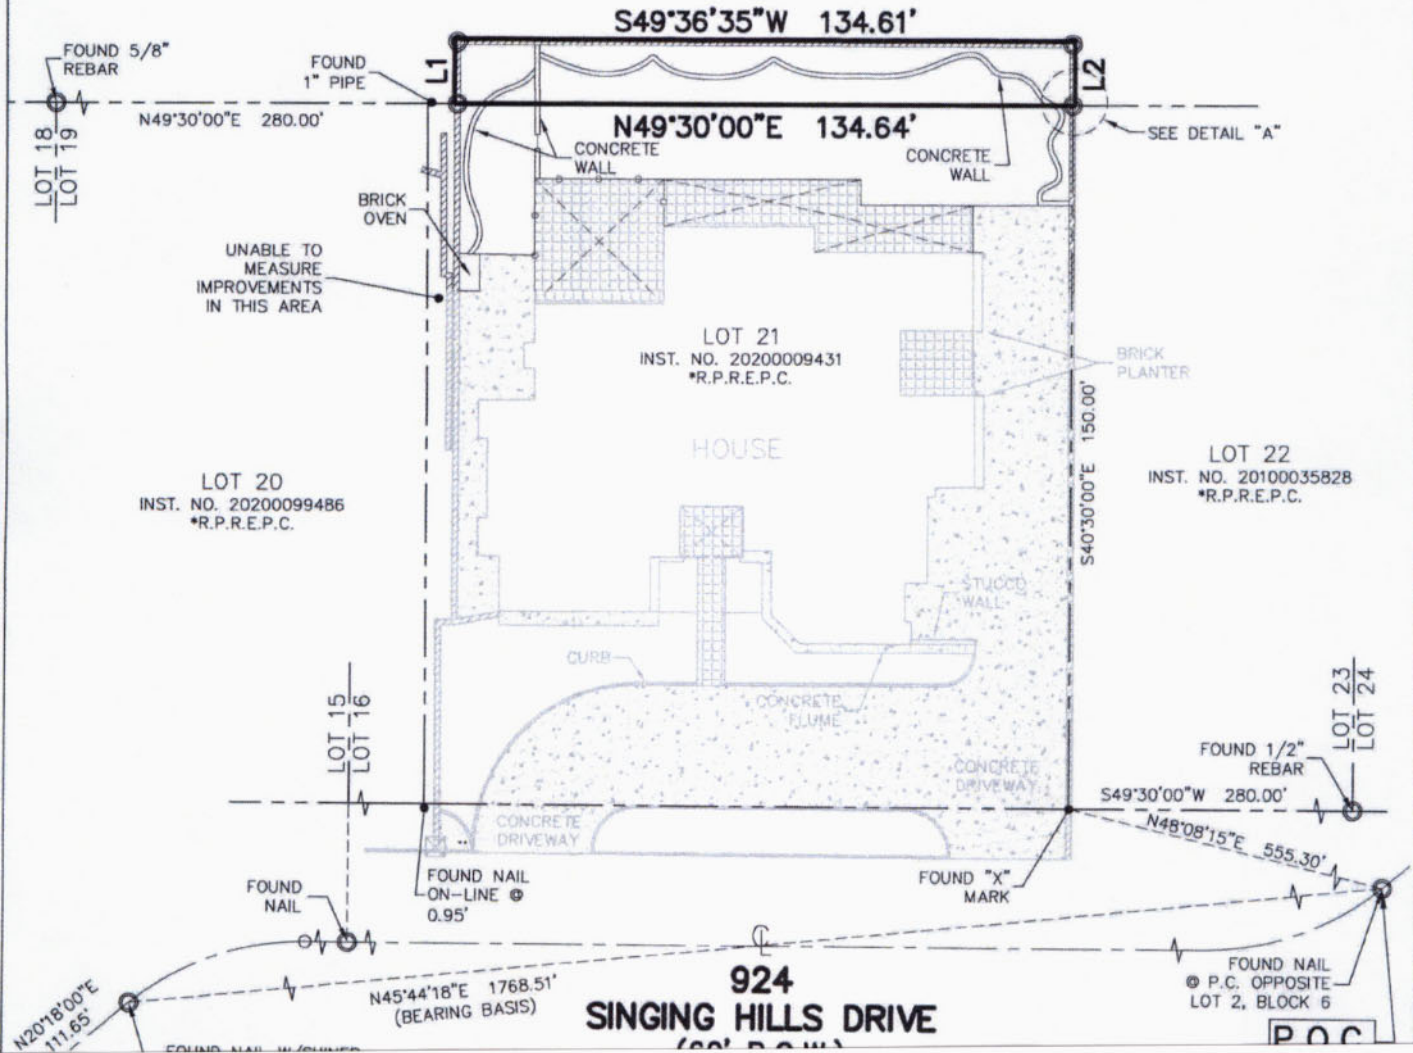 S49°36'35"W 134.61'
FOUND 5/8"
REBAR
FOUND
1" PIPE
L1
L2
N49°30'00"E 280.00'
N49°30'00"E 134.64'
SEE DETAIL "A"
LOT 18
LOT 19
CONCRETE
WALL
CONCRETE
WALL
BRICK
OVEN
UNABLE TO
MEASURE
IMPROVEMENTS
IN THIS AREA
LOT 21
INST. NO. 20200009431
*R.P.R.E.P.C.
BRICK
PLANTER
HOUSE
S40°30'00"E 150.00'
LOT 20
INST. NO. 20200099486
*R.P.R.E.P.C.
LOT 22
INST. NO. 20100035828
*R.P.R.E.P.C.
STUCCO
WALL
CURB
CONCRETE
FLUME
LOT 15
LOT 16
LOT 23
LOT 24
FOUND 1/2"
REBAR
CONCRETE
DRIVEWAY
S49°30'00"W 280.00'
CONCRETE
DRIVEWAY
N48°08'15"E 555.30'
FOUND NAIL
ON-LINE @
0.95'
FOUND "X"
MARK
FOUND
NAIL
N20°18'00"E
111.65'
N45°44'18"E 1768.51'
(BEARING BASIS)
924
SINGING HILLS DRIVE
(60' R.O.W.)
FOUND NAIL
@ P.C. OPPOSITE
LOT 2, BLOCK 6
P.O.C.
FOUND NAIL W/SHINER